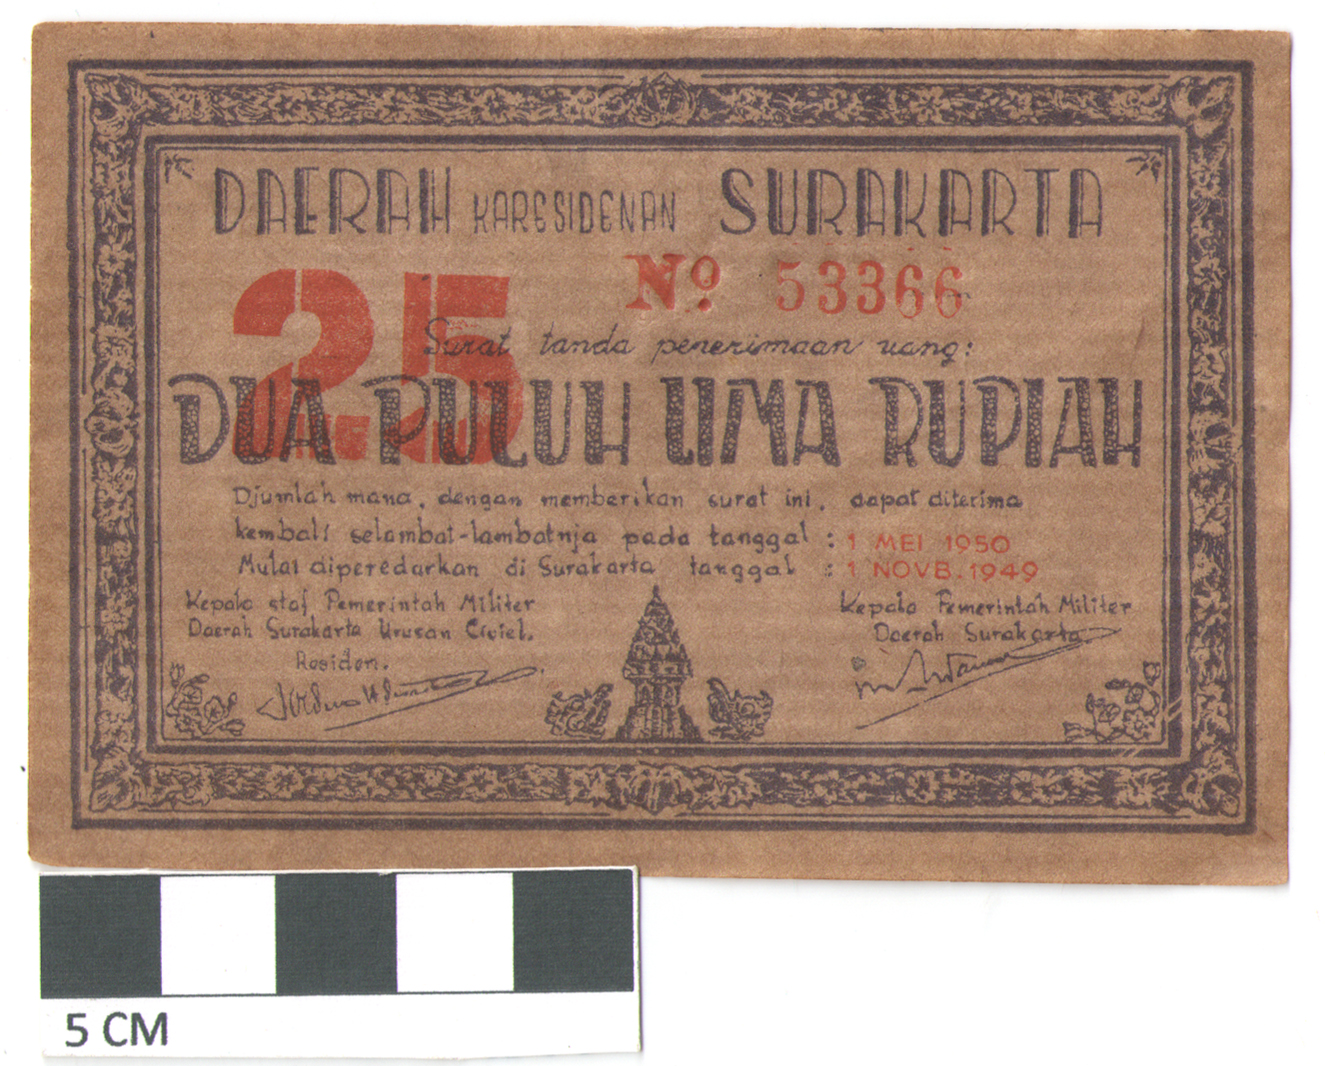 DAERAH KARESIDENAN SURAKARTA
25
No 53366
Surat tanda penerimaan uang:
DUA PULUH LIMA RUPIAH
Djumlah mana, dengan memberikan surat ini, dapat diterima
kembali selambat-lambatnja pada tanggal : 1 MEI 1950
Mulai diperedarkan di Surakarta tanggal : 1 NOVB. 1949
Kepala staf Pemerintah Militer
Daerah Surakarta Urusan Civiel.
Residen.
Kepala Pemerintah Militer
Daerah Surakarta
5 CM